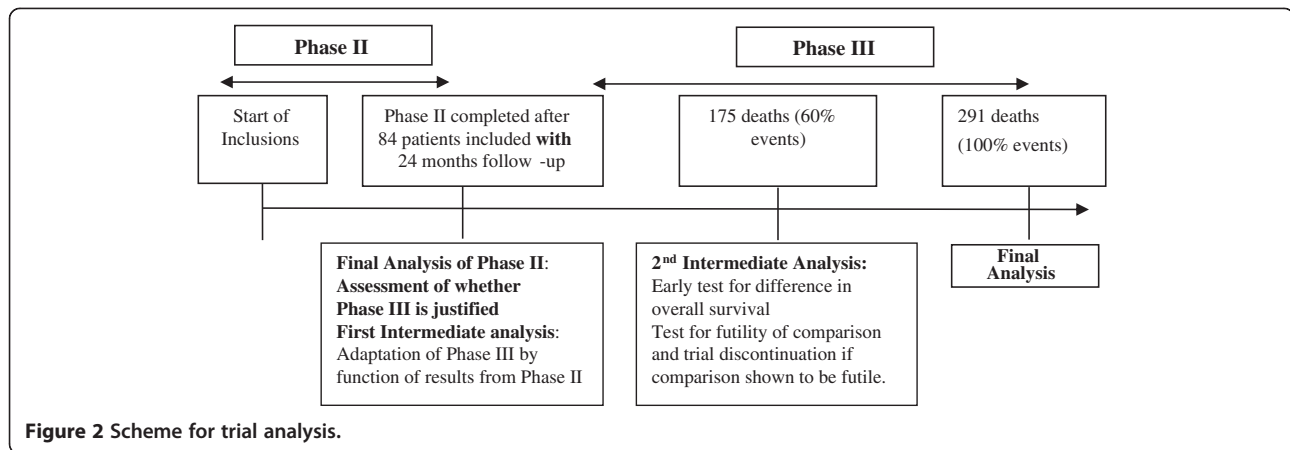 Phase II
Phase III
Start of
Inclusions
Phase II completed after
84 patients included with
24 months follow -up
175 deaths (60%
events)
291 deaths
(100% events)
Final Analysis of Phase II:
Assessment of whether
Phase III is justified
First Intermediate analysis:
Adaptation of Phase III by
function of results from Phase II
2nd Intermediate Analysis:
Early test for difference in
overall survival
Test for futility of comparison
and trial discontinuation if
comparison shown to be futile.
Final
Analysis
Figure 2 Scheme for trial analysis.